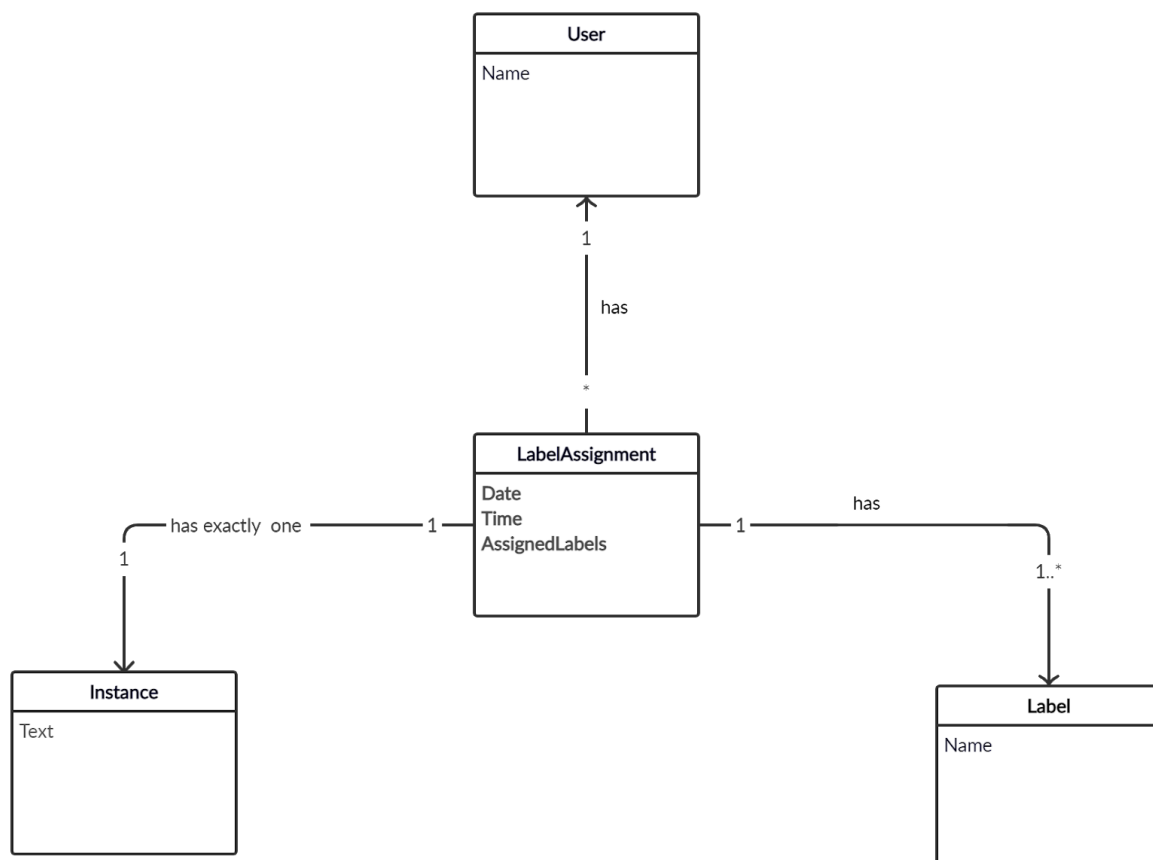 User
Name
1
has
*
LabelAssignment
Date
Time
AssignedLabels
has exactly one
1
1
Instance
Text
1
has
1..*
Label
Name